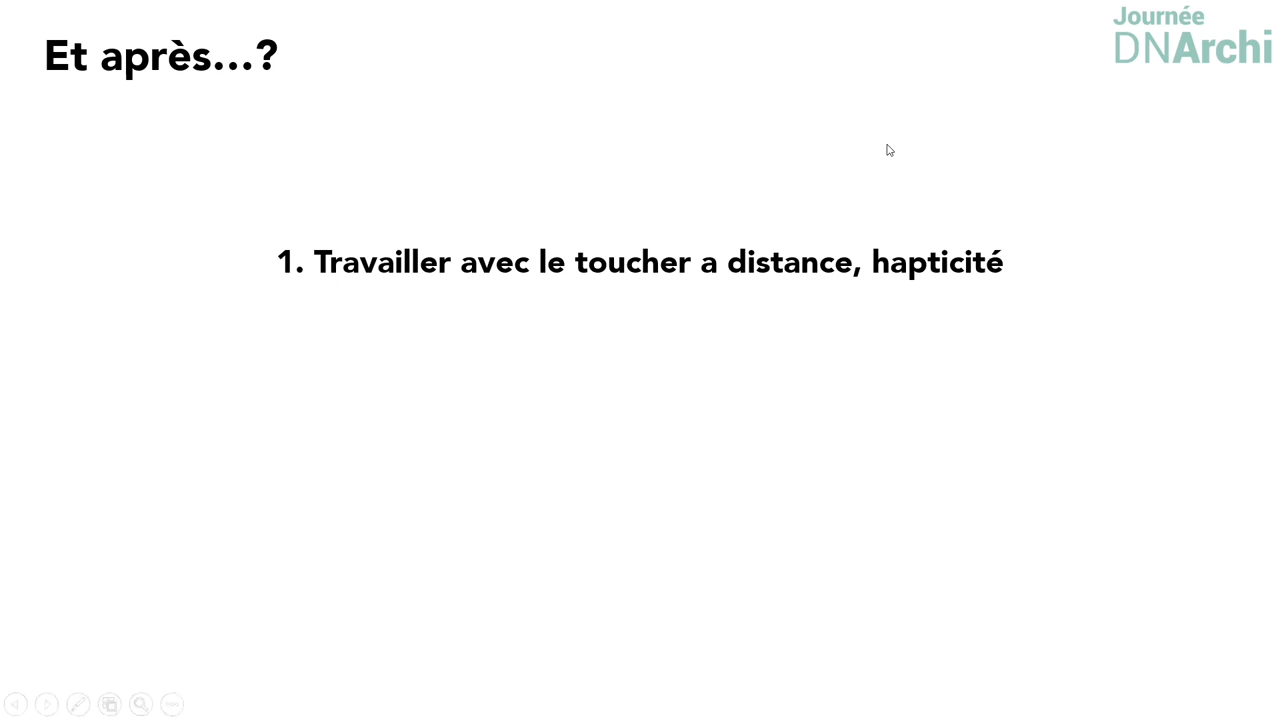 Et après...?
Journée
DNArchi
1. Travailler avec le toucher a distance, hapticité